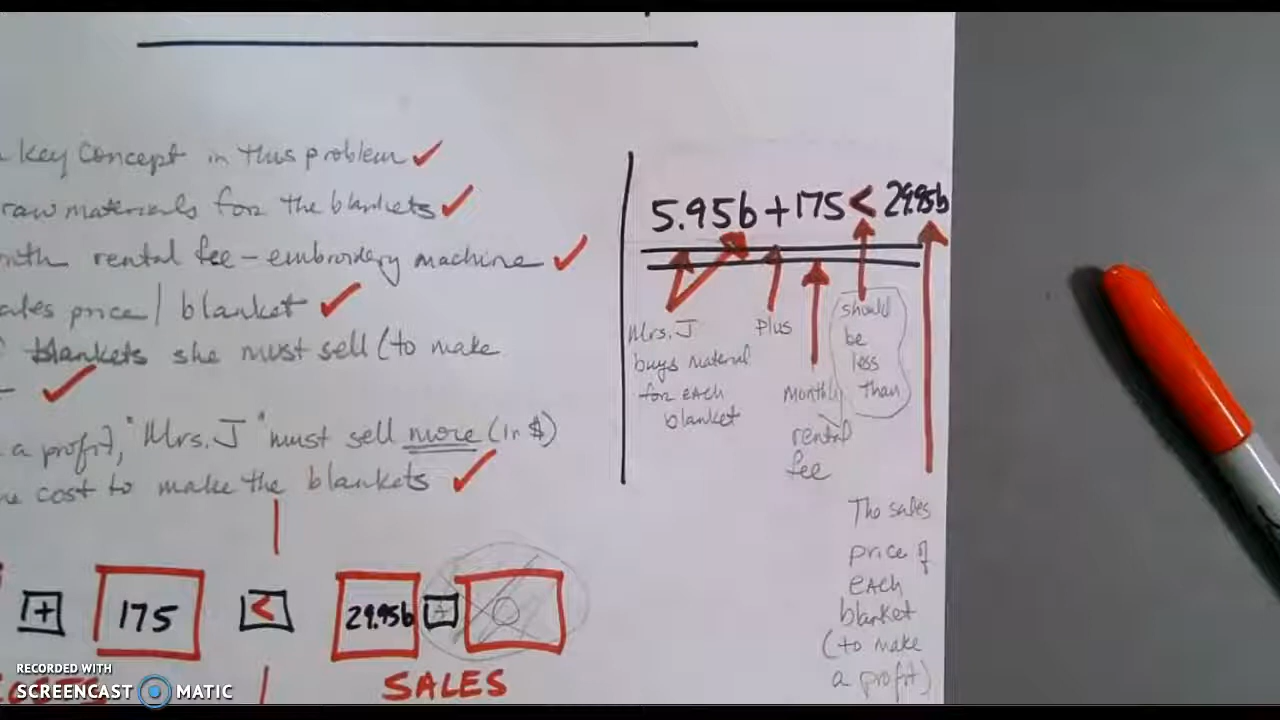 key concept in this problem ✓
raw materials for the blankets ✓
rental fee - embroidery machine ✓
sales price / blanket ✓
blankets she must sell (to make
✓
a profit, "Mrs. J" must sell more (in $)
cost to make the blankets ✓
+ 175 < 29.95b +
COSTS SALES
5.95b + 175 < 29.95b
Mrs. J
buys material
for each
blanket
Plus
monthly
rental
fee
should
be
less
than
The sales
price of
each
blanket
(to make
a profit)
RECORDED WITH
SCREENCAST MATIC